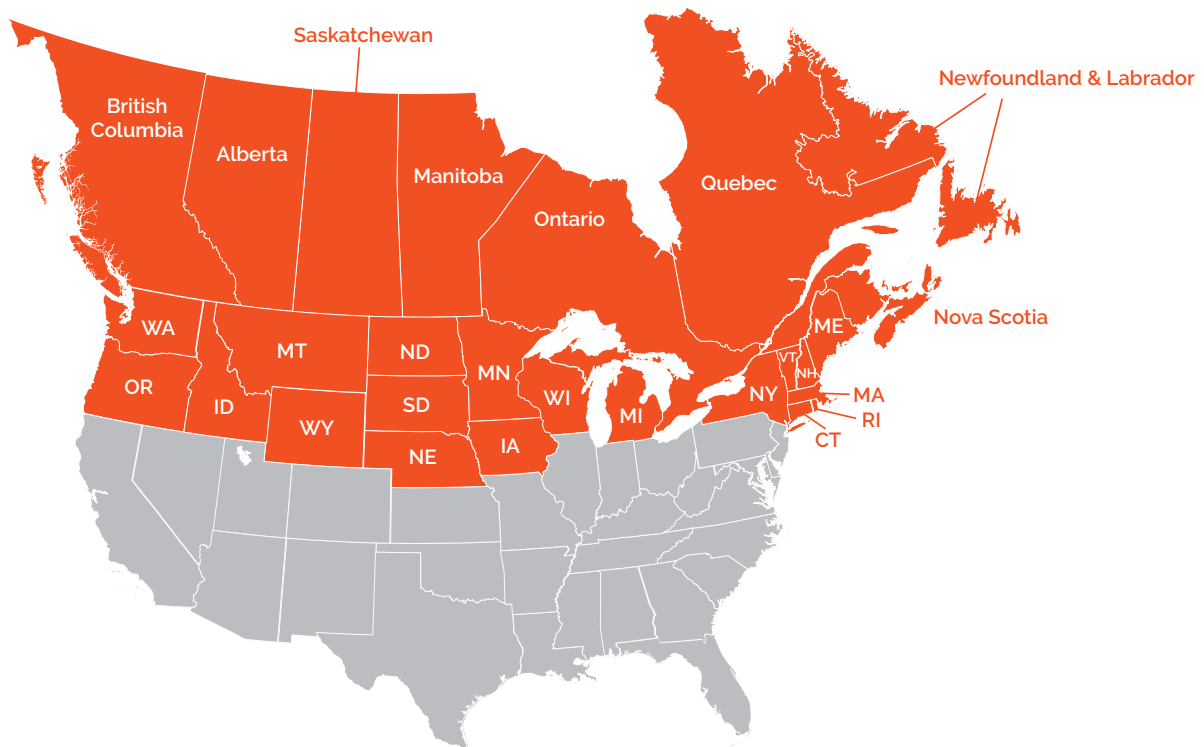 Saskatchewan
Newfoundland & Labrador
British
Columbia
Alberta
Manitoba
Quebec
Ontario
Nova Scotia
WA
MT
ND
MN
ME
VT
NH
OR
ID
WY
SD
WI
MI
NY
MA
RI
CT
NE
IA